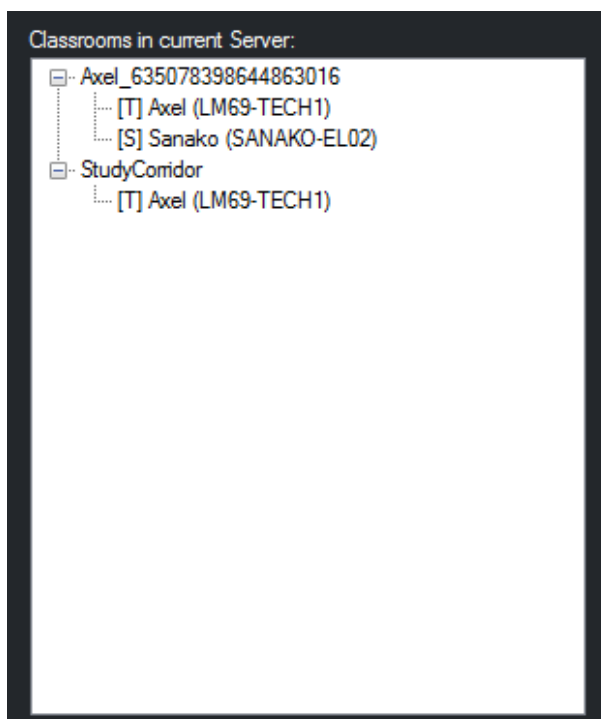 Classrooms in current Server:
Axel_635078398644863016
[T] Axel (LM69-TECH1)
[S] Sanako (SANAKO-EL02)
StudyCorridor
[T] Axel (LM69-TECH1)